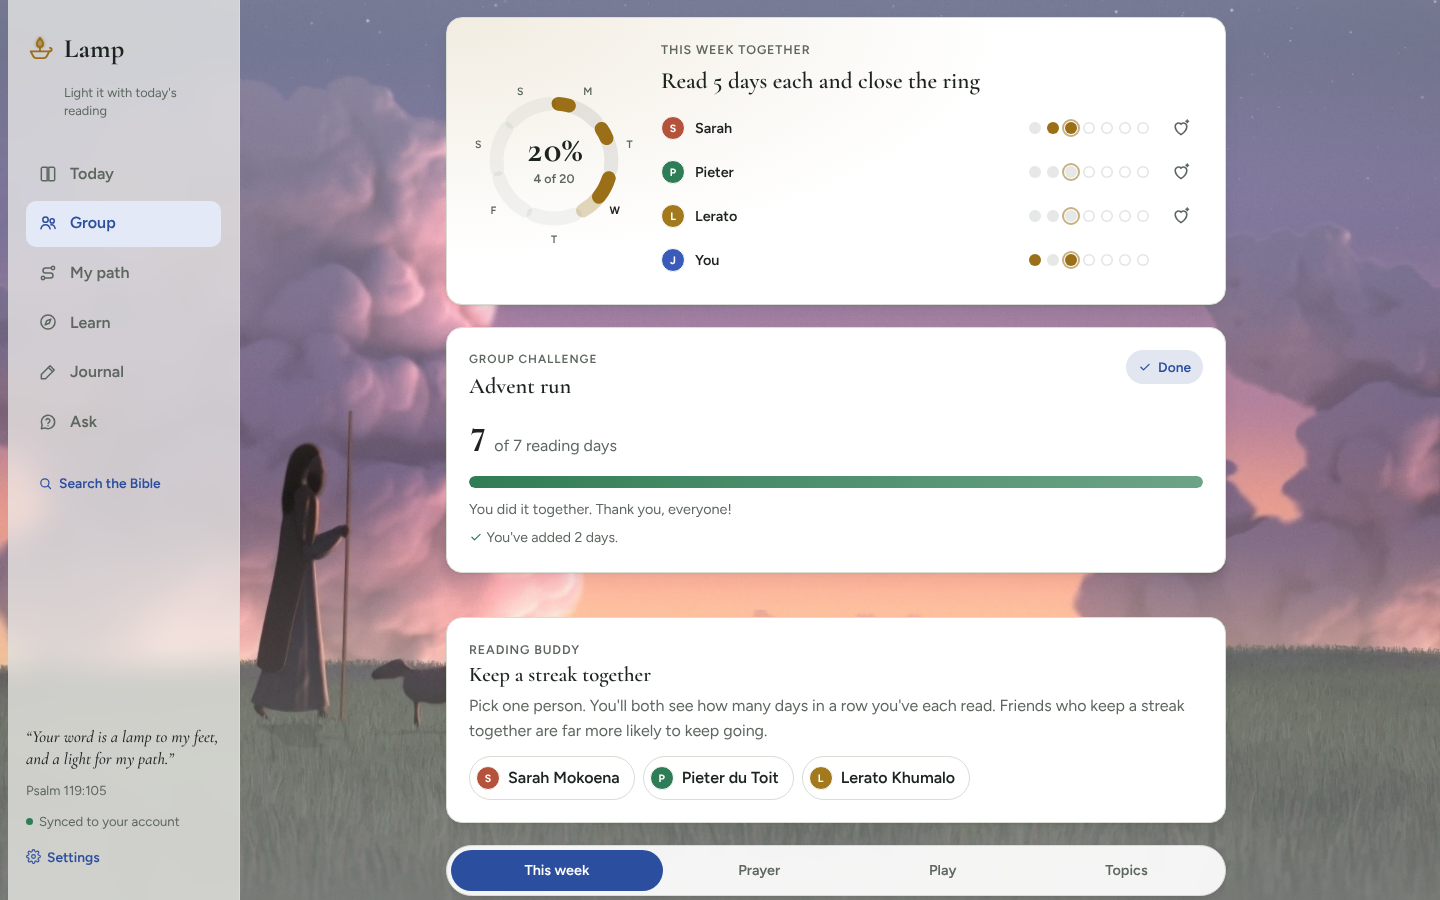 Lamp
Light it with today's
reading
Today
Group
My path
Learn
Journal
Ask
Search the Bible
“Your word is a lamp to my feet,
and a light for my path.”
Psalm 119:105
Synced to your account
Settings
THIS WEEK TOGETHER
Read 5 days each and close the ring
S
M
T
W
T
F
S
20%
4 of 20
S Sarah
P Pieter
L Lerato
J You
GROUP CHALLENGE
Advent run
Done
7 of 7 reading days
You did it together. Thank you, everyone!
You've added 2 days.
READING BUDDY
Keep a streak together
Pick one person. You'll both see how many days in a row you've each read. Friends who keep a streak
together are far more likely to keep going.
S Sarah Mokoena P Pieter du Toit L Lerato Khumalo
This week Prayer Play Topics